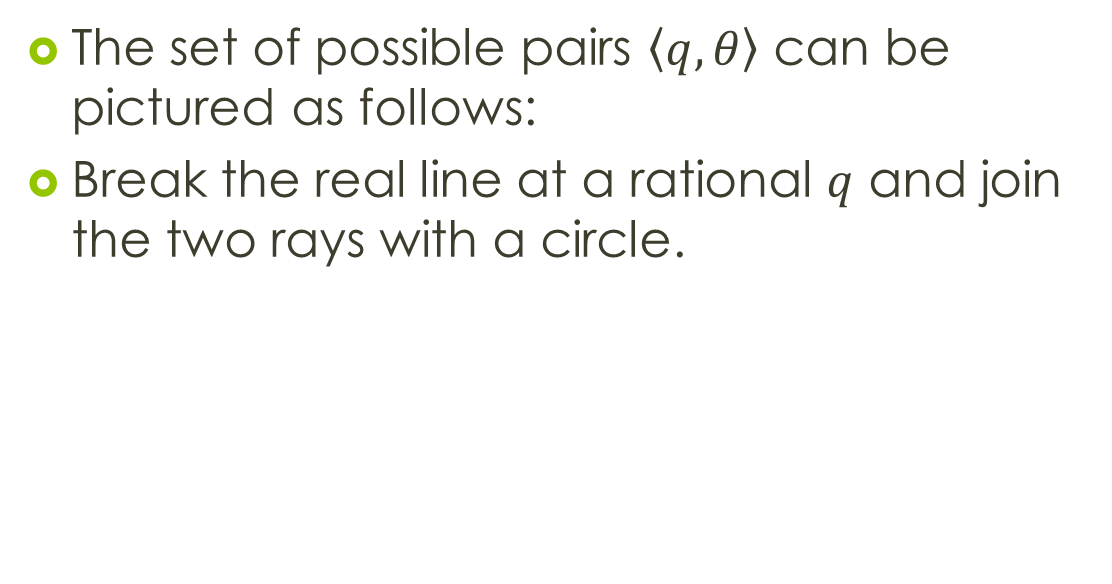 The set of possible pairs ⟨𝑞, 𝜃⟩ can be
pictured as follows:
Break the real line at a rational 𝑞 and join
the two rays with a circle.